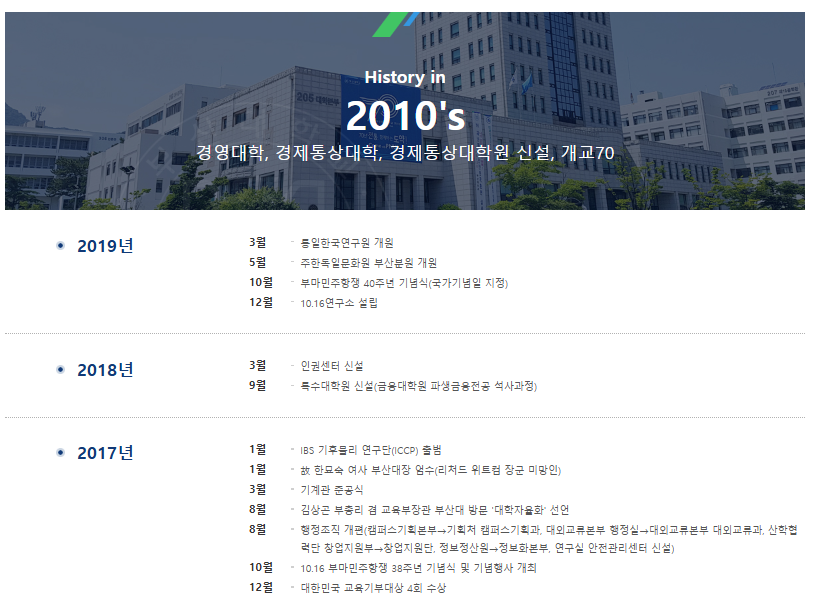 History in
2010's
경영대학, 경제통상대학, 경제통상대학원 신설, 개교70
2019년
3월 - 통일한국연구원 개원
5월 - 주한독일문화원 부산분원 개원
10월 - 부마민주항쟁 40주년 기념식(국가기념일 지정)
12월 - 10.16연구소 설립
2018년
3월 - 인권센터 신설
9월 - 특수대학원 신설(금융대학원 파생금융전공 석사과정)
2017년
1월 - IBS 기후물리 연구단(ICCP) 출범
1월 - 故 한묘숙 여사 부산대장 엄수(리처드 위트컴 장군 미망인)
3월 - 기계관 준공식
8월 - 김상곤 부총리 겸 교육부장관 부산대 방문 '대학자율화' 선언
8월 - 행정조직 개편(캠퍼스기획본부→기획처 캠퍼스기획과, 대외교류본부 행정실→대외교류본부 대외교류과, 산학협
력단 창업지원부→창업지원단, 정보전산원→정보화본부, 연구실 안전관리센터 신설)
10월 - 10.16 부마민주항쟁 38주년 기념식 및 기념행사 개최
12월 - 대한민국 교육기부대상 4회 수상